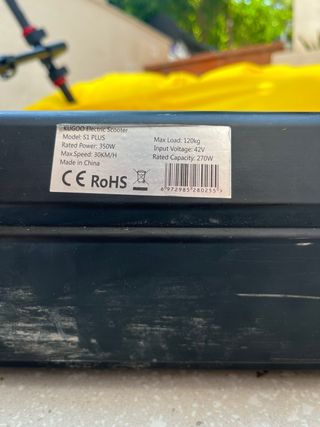 KUGOO Electric Scooter
Model: S1 PLUS
Rated Power: 350W
Max.Speed: 30KM/H
Made in China
Max Load: 120kg
Input Voltage: 42V
Rated Capacity: 270W
CE RoHS
6972985280255